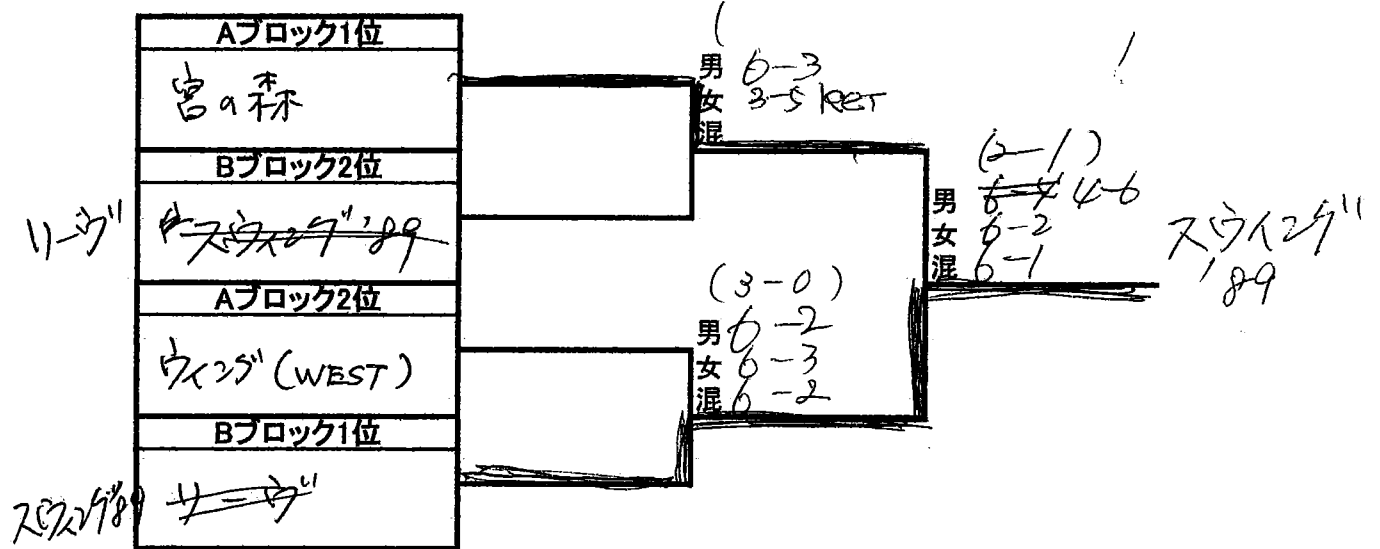 Aブロック1位
宮の森
Bブロック2位
リーヴ
スウィング'89
Aブロック2位
ウィング(WEST)
Bブロック1位
スウィング'89
リーヴ
(
男 6-3
女 3-5 RET
混
(3-0)
男 6-2
女 6-3
混 6-2
(2-1)
男 6-4 4-6
女 6-2
混 6-1
スウィング
'89